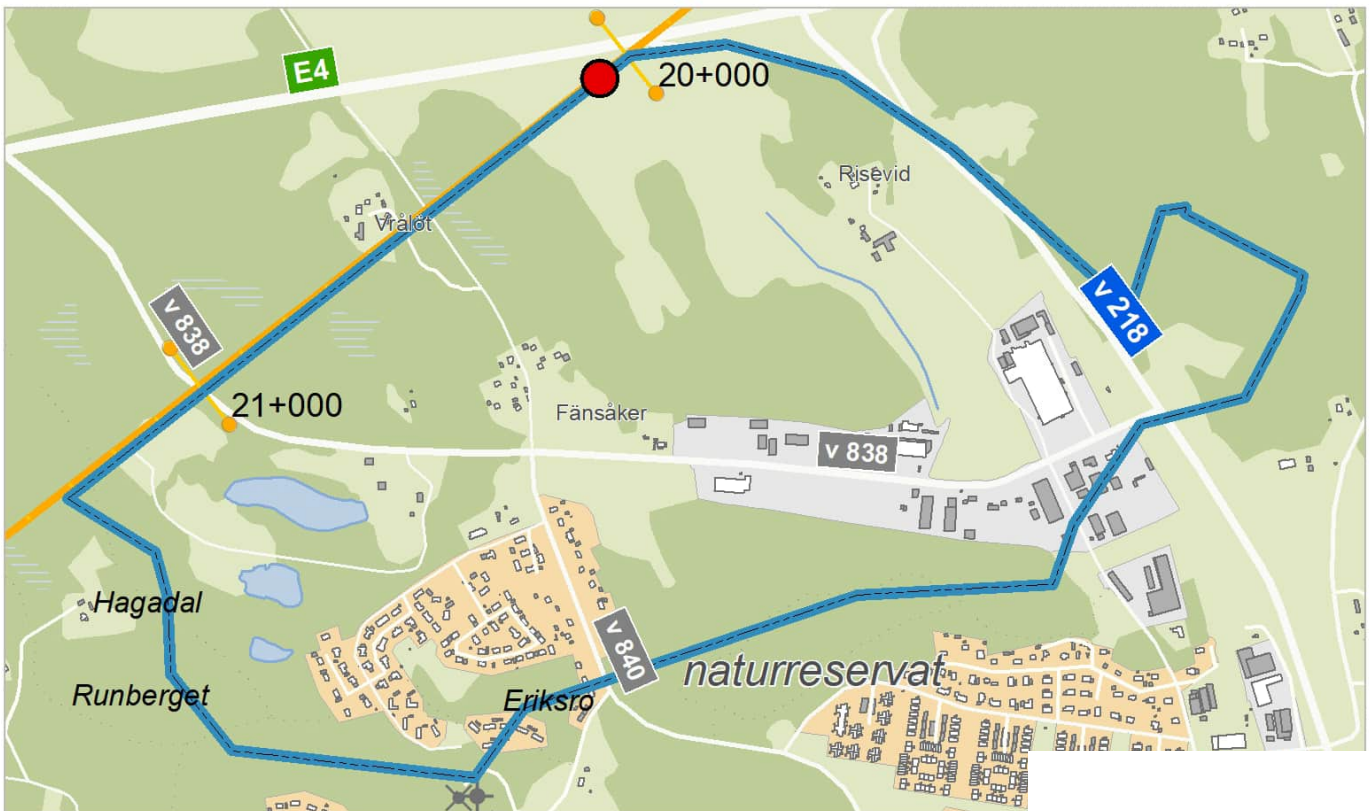 E4
20+000
Risevid
Vrålöt
v 838
v 218
21+000
Fänsåker
v 838
Hagadal
v 840
naturreservat
Runberget
Eriksro